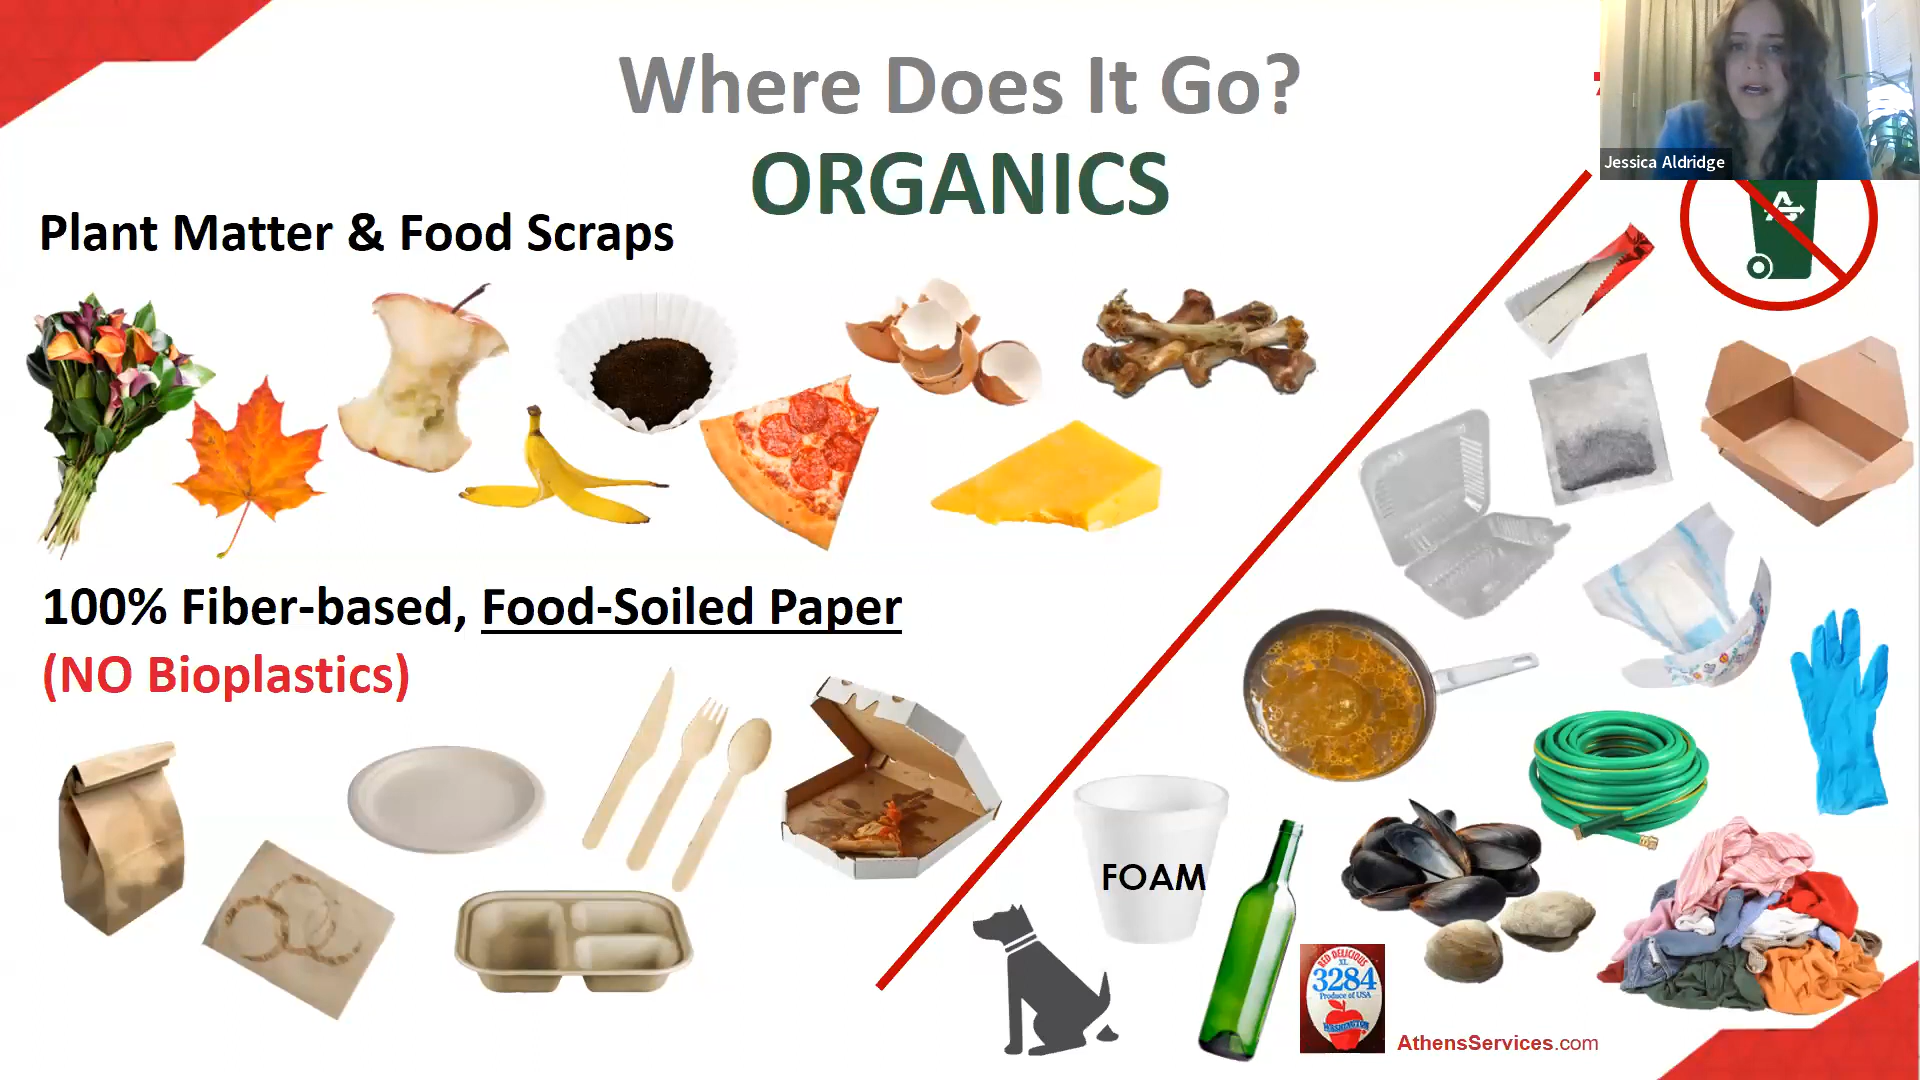 Where Does It Go?
ORGANICS
Jessica Aldridge
Plant Matter & Food Scraps
100% Fiber-based, Food-Soiled Paper
(NO Bioplastics)
FOAM
RED DELICIOUS
XL
3284
Produce of USA
WASHINGTON
AthensServices.com